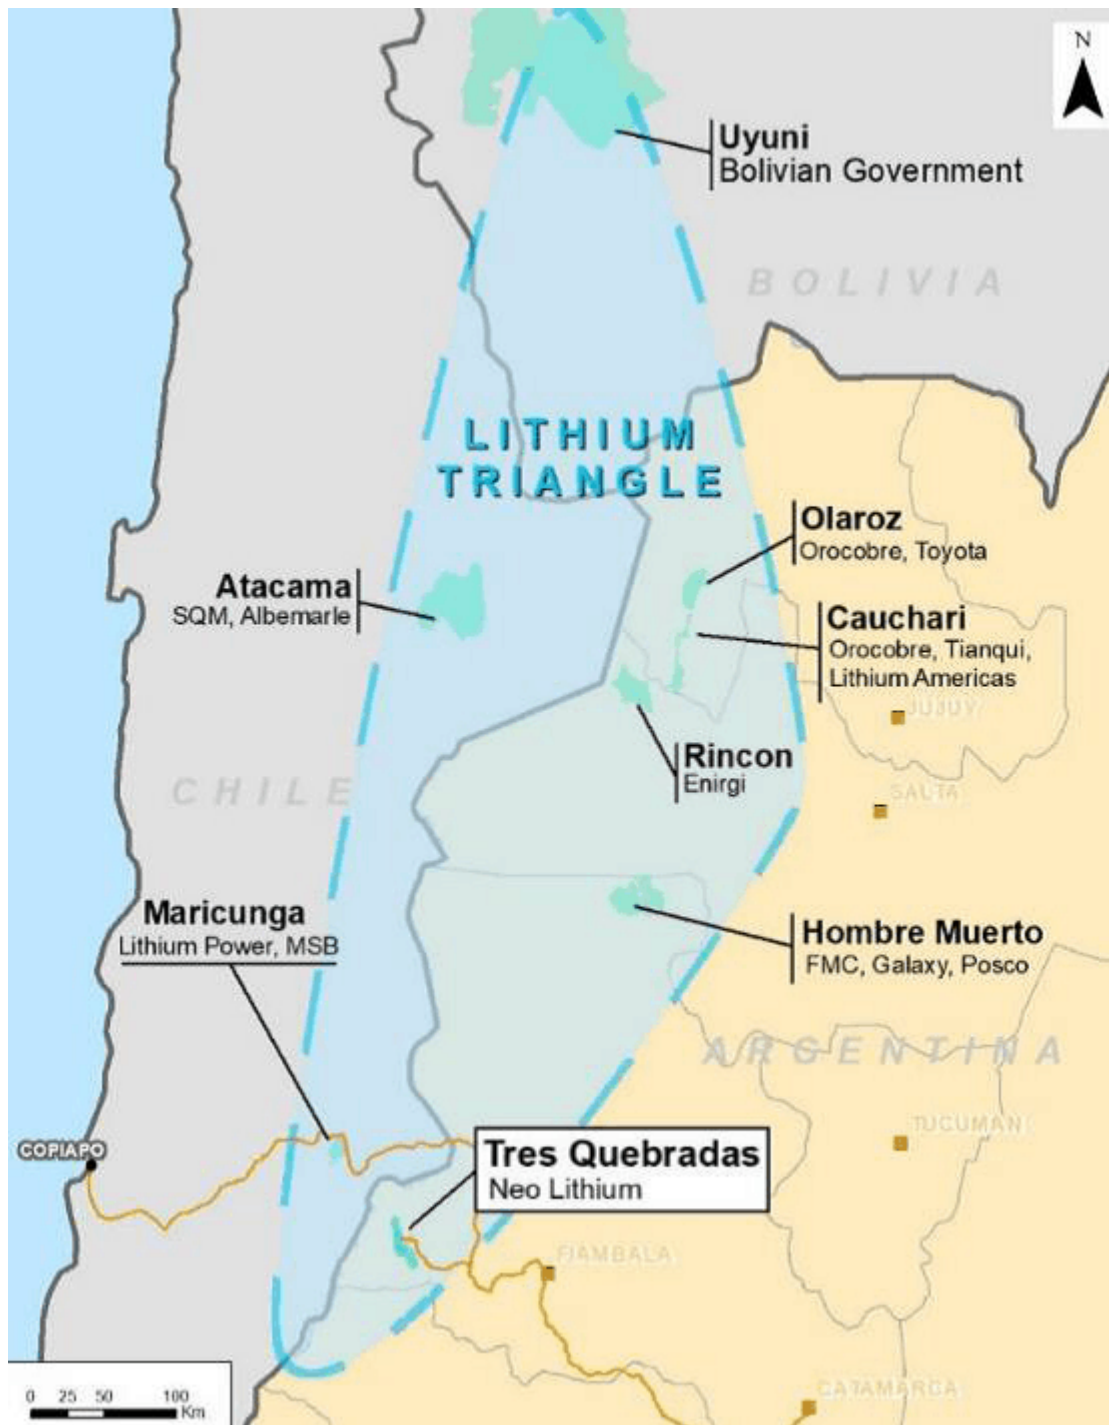 N
Uyuni
Bolivian Government
BOLIVIA
LITHIUM
TRIANGLE
Olaroz
Orocobre, Toyota
Atacama
SQM, Albemarle
Cauchari
Orocobre, Tianqui,
Lithium Americas
JUJUY
Rincon
Enirgi
CHILE
SALTA
Maricunga
Lithium Power, MSB
Hombre Muerto
FMC, Galaxy, Posco
ARGENTINA
TUCUMAN
COPIAPO
Tres Quebradas
Neo Lithium
FIAMBALA
CATAMARCA
0 25 50 100
Km